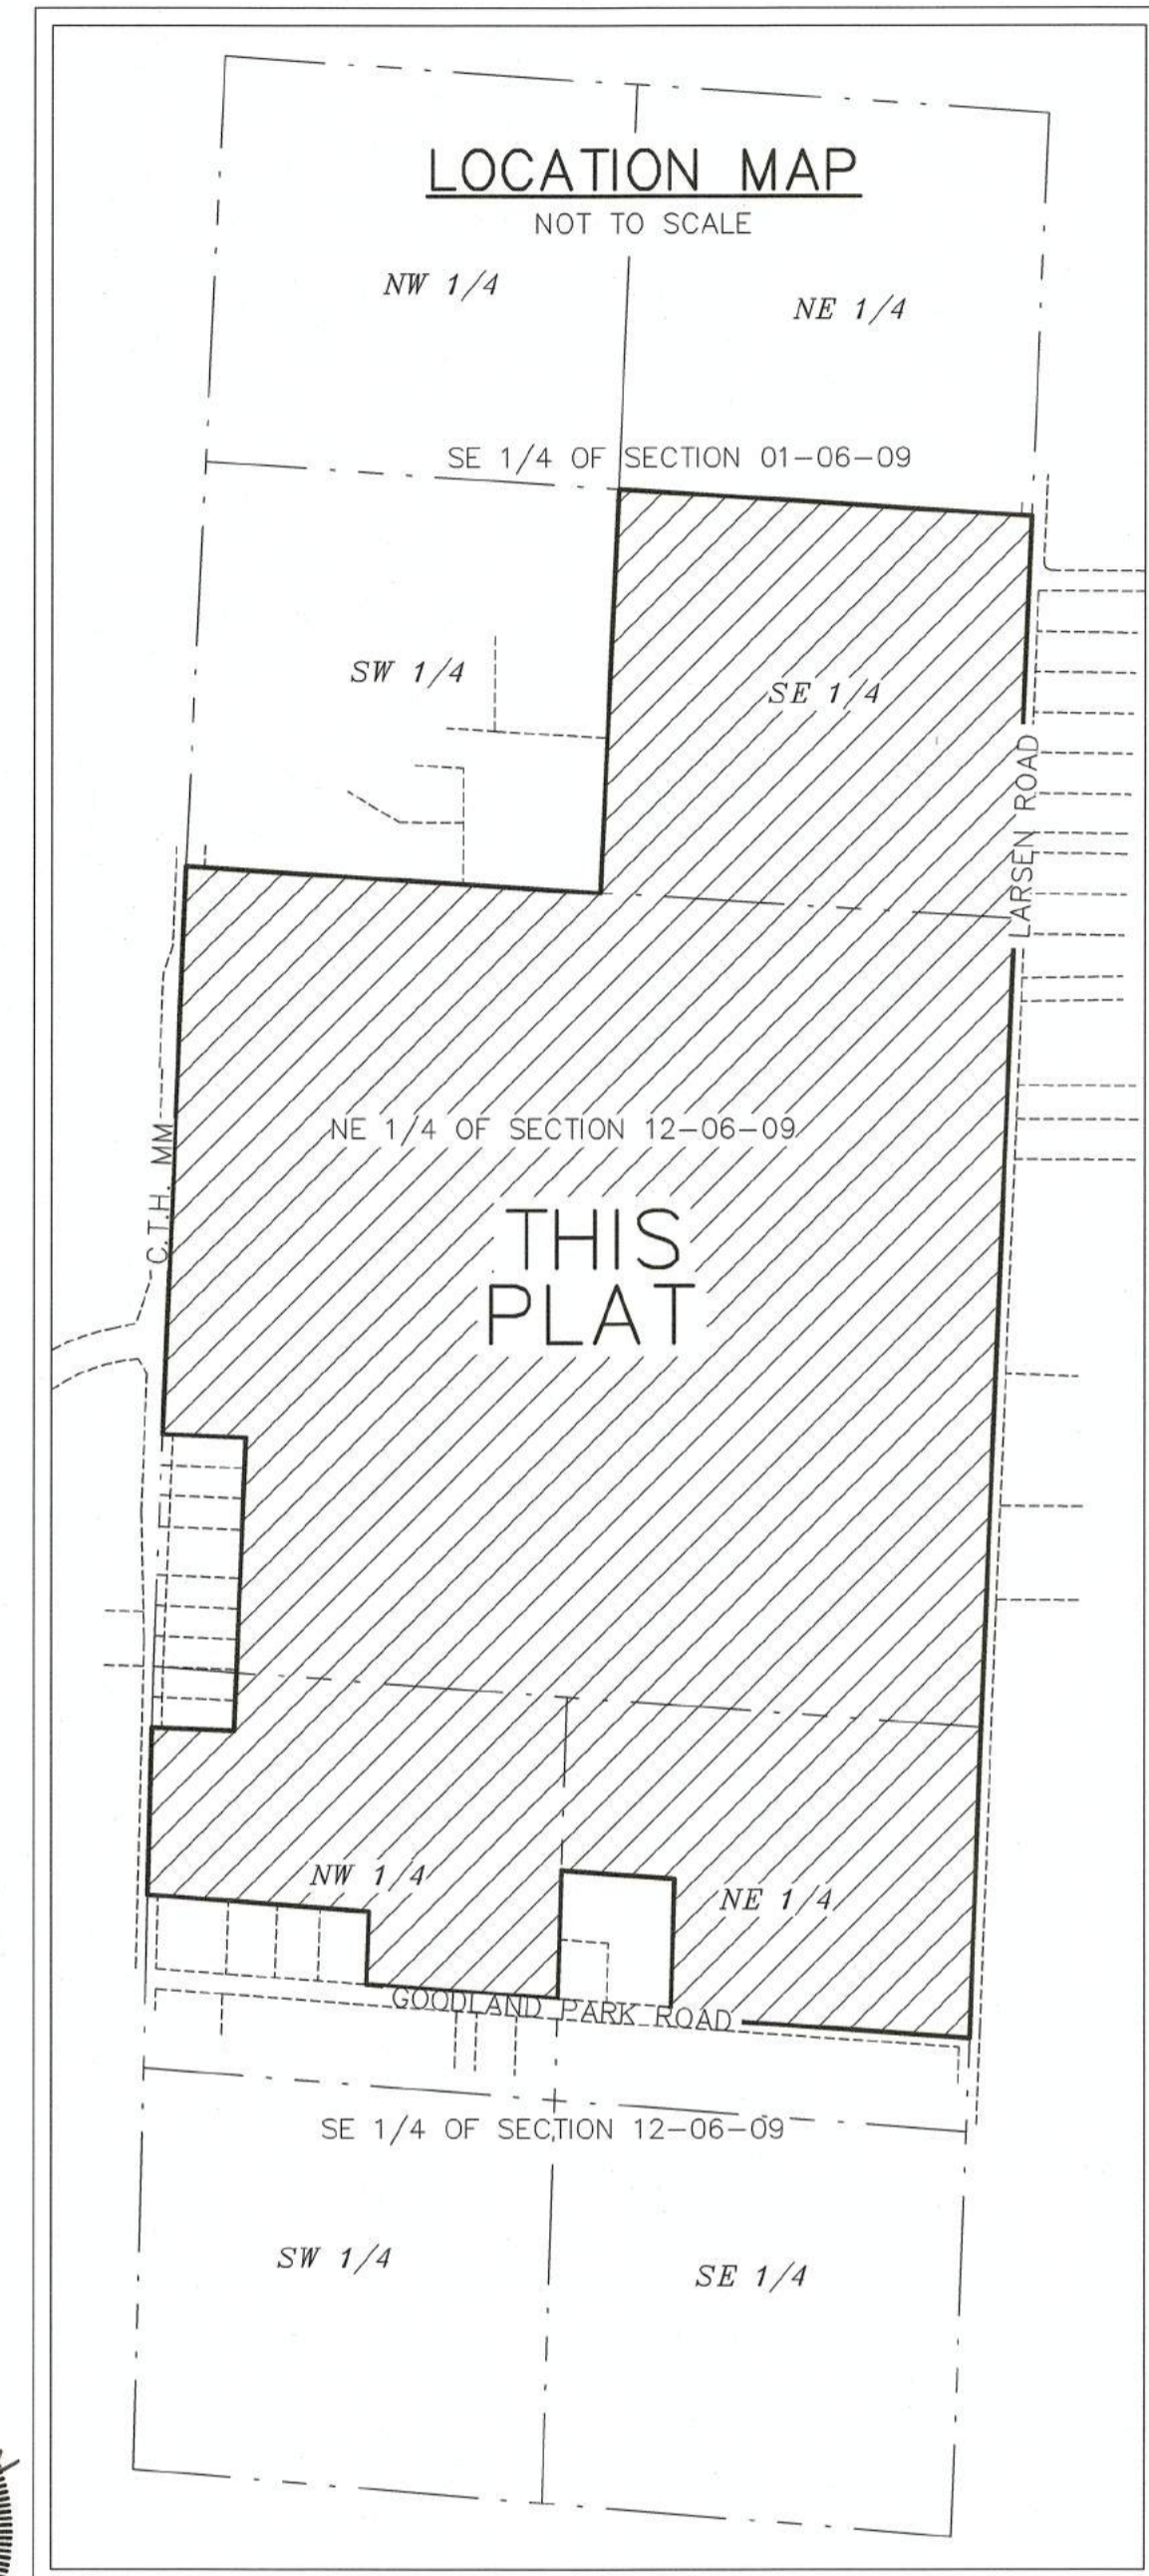 LOCATION MAP
NOT TO SCALE
NW 1/4
NE 1/4
SE 1/4 OF SECTION 01-06-09
SW 1/4
SE 1/4
LARSEN ROAD
NE 1/4 OF SECTION 12-06-09
C.T.H. MM
THIS
PLAT
NW 1/4
NE 1/4
GOODLAND PARK ROAD
SE 1/4 OF SECTION 12-06-09
SW 1/4
SE 1/4